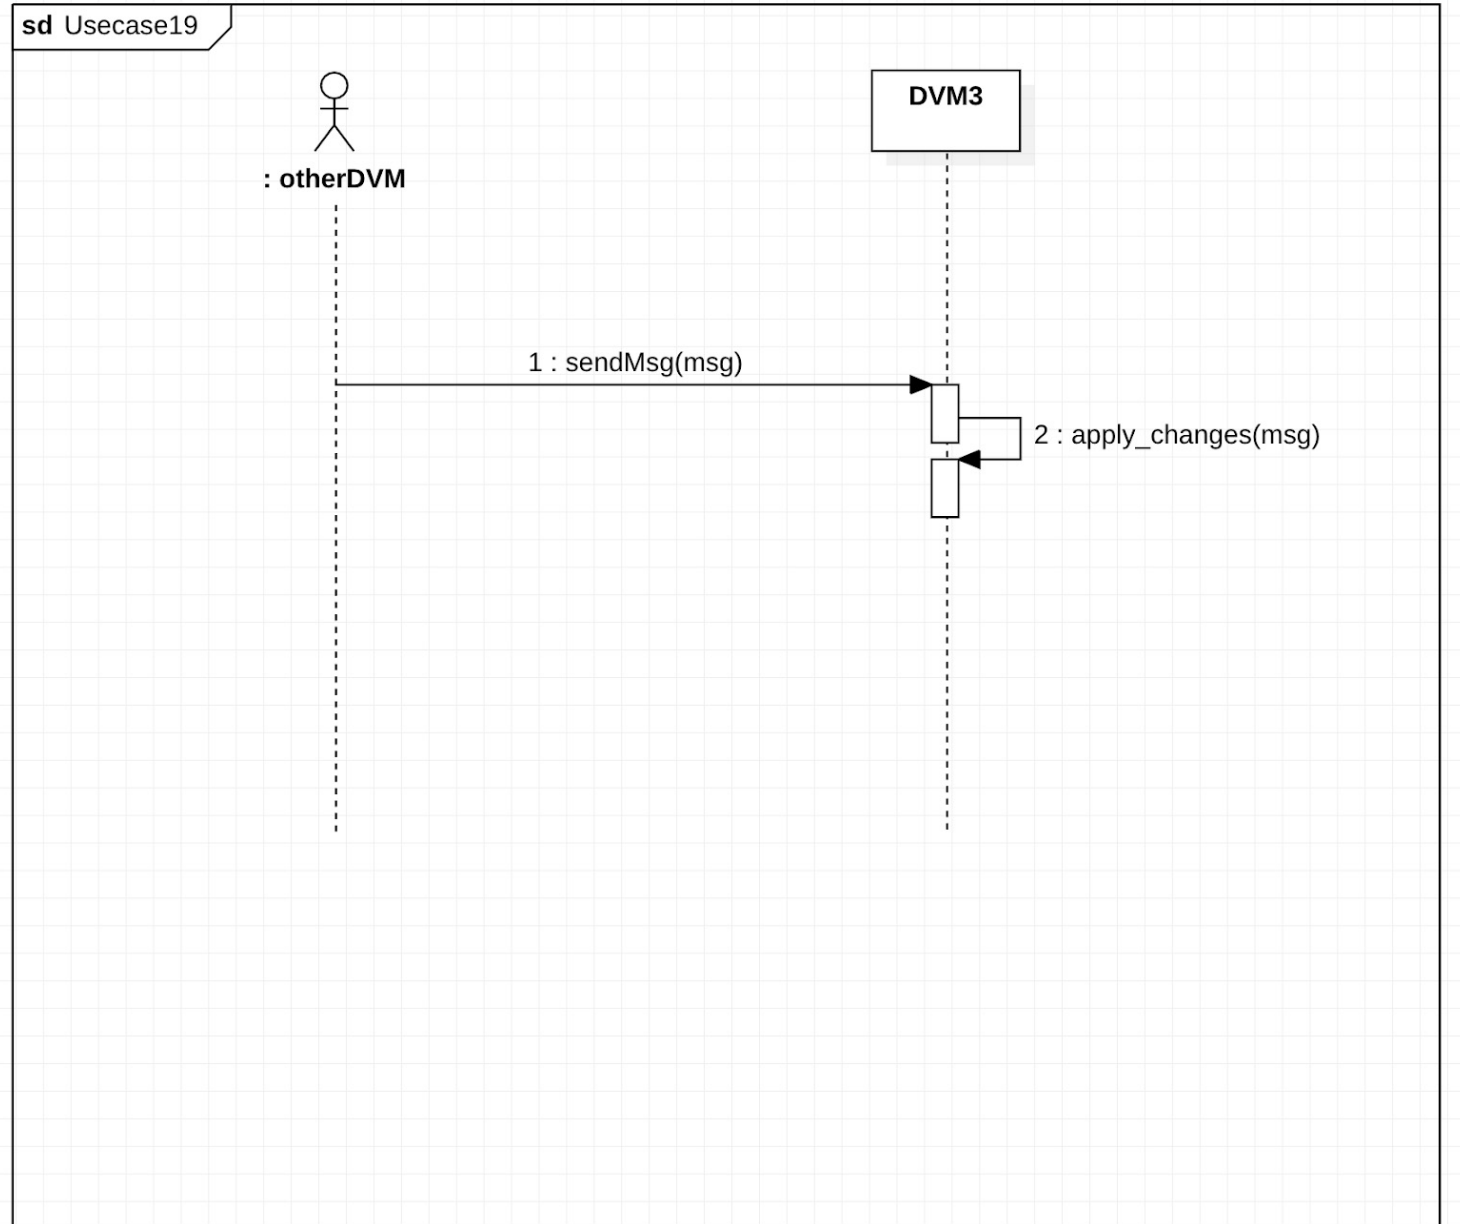 sd Usecase19
DVM3
: otherDVM
1 : sendMsg(msg)
2 : apply_changes(msg)